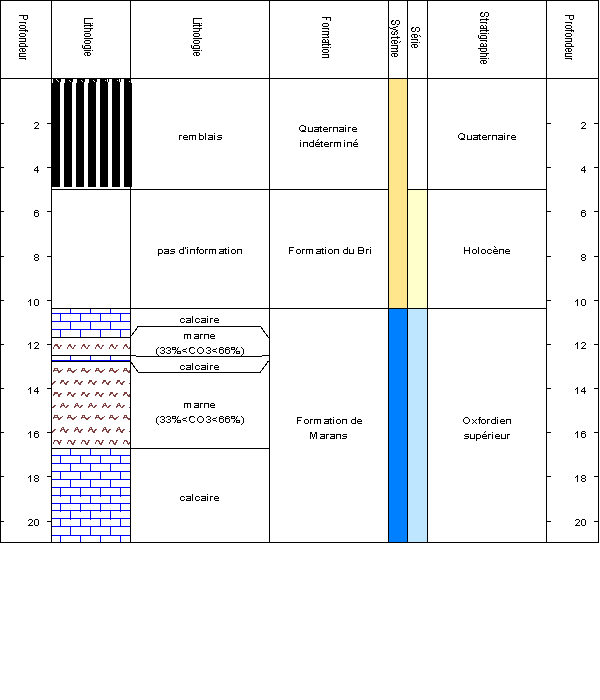 Profondeur
Lithologie
Lithologie
Formation
Système
Série
Stratigraphie
Profondeur
2
4
6
8
10
12
14
16
18
20
remblais
Quaternaire
indéterminé
Quaternaire
pas d'information
Formation du Bri
Holocène
calcaire
marne
(33%<CO3<66%)
calcaire
marne
(33%<CO3<66%)
calcaire
Formation de
Marans
Oxfordien
supérieur
2
4
6
8
10
12
14
16
18
20